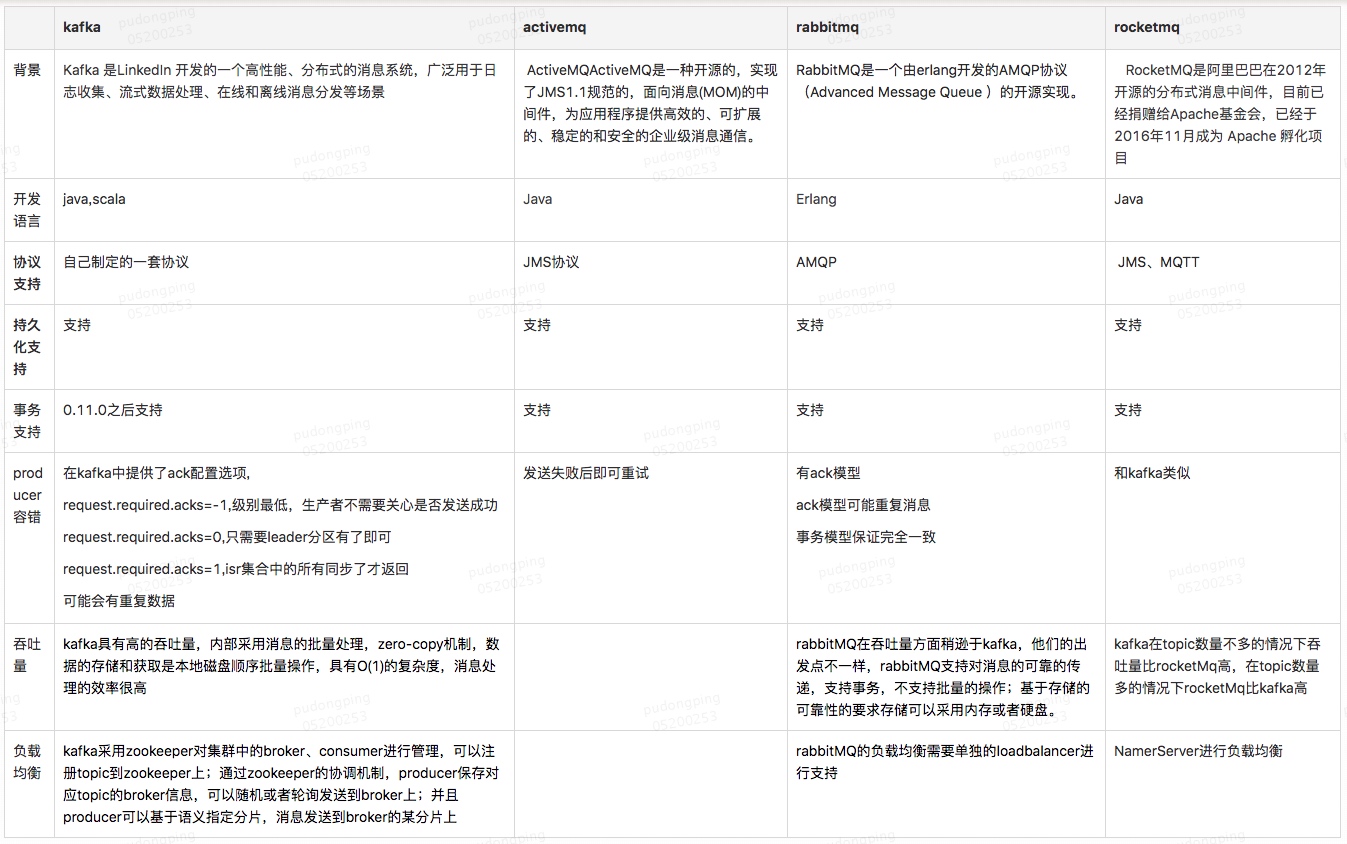 kafka
activemq
rabbitmq
rocketmq
背景
Kafka 是LinkedIn 开发的一个高性能、分布式的消息系统，广泛用于日
志收集、流式数据处理、在线和离线消息分发等场景
ActiveMQActiveMQ是一种开源的，实现
了JMS1.1规范的，面向消息(MOM)的中
间件，为应用程序提供高效的、可扩展
的、稳定的和安全的企业级消息通信。
RabbitMQ是一个由erlang开发的AMQP协议
（Advanced Message Queue ）的开源实现。
RocketMQ是阿里巴巴在2012年
开源的分布式消息中间件，目前已
经捐赠给Apache基金会，已经于
2016年11月成为 Apache 孵化项
目
开发
语言
java,scala
Java
Erlang
Java
协议
支持
自己制定的一套协议
JMS协议
AMQP
JMS、MQTT
持久
化支
持
支持
支持
支持
支持
事务
支持
0.11.0之后支持
支持
支持
支持
prod
ucer
容错
在kafka中提供了ack配置选项,
request.required.acks=-1,级别最低，生产者不需要关心是否发送成功
request.required.acks=0,只需要leader分区有了即可
request.required.acks=1,isr集合中的所有同步了才返回
可能会有重复数据
发送失败后即可重试
有ack模型
ack模型可能重复消息
事务模型保证完全一致
和kafka类似
吞吐
量
kafka具有高的吞吐量，内部采用消息的批量处理，zero-copy机制，数
据的存储和获取是本地磁盘顺序批量操作，具有O(1)的复杂度，消息处
理的效率很高
rabbitMQ在吞吐量方面稍逊于kafka，他们的出
发点不一样，rabbitMQ支持对消息的可靠的传
递，支持事务，不支持批量的操作；基于存储的
可靠性的要求存储可以采用内存或者硬盘。
kafka在topic数量不多的情况下吞
吐量比rocketMq高，在topic数量
多的情况下rocketMq比kafka高
负载
均衡
kafka采用zookeeper对集群中的broker、consumer进行管理，可以注
册topic到zookeeper上；通过zookeeper的协调机制，producer保存对
应topic的broker信息，可以随机或者轮询发送到broker上；并且
producer可以基于语义指定分片，消息发送到broker的某分片上
rabbitMQ的负载均衡需要单独的loadbalancer进
行支持
NamerServer进行负载均衡
pudongping
05200253